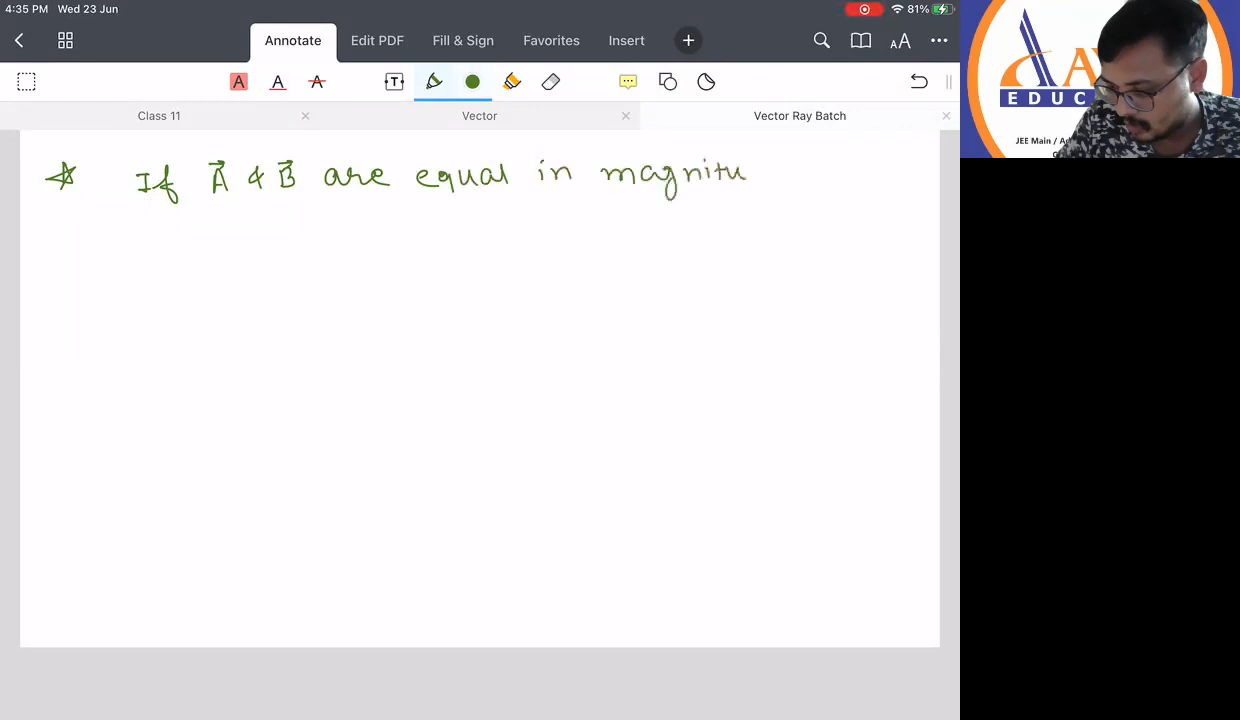 4:35 PM Wed 23 Jun
81%
Annotate Edit PDF Fill & Sign Favorites Insert
Class 11 Vector Vector Ray Batch
If A⃗ & B⃗ are equal in magnitu
EDUC
JEE Main /